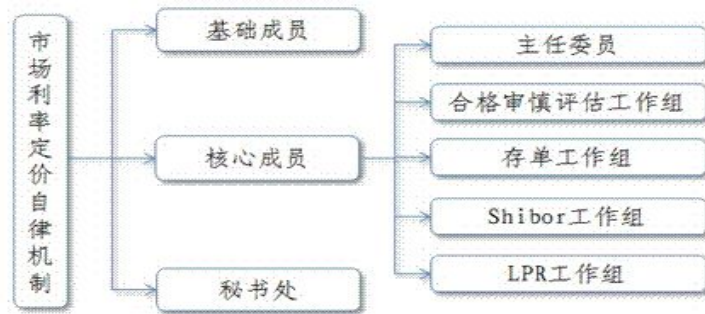 市场利率定价自律机制
基础成员
核心成员
秘书处
主任委员
合格审慎评估工作组
存单工作组
Shibor工作组
LPR工作组